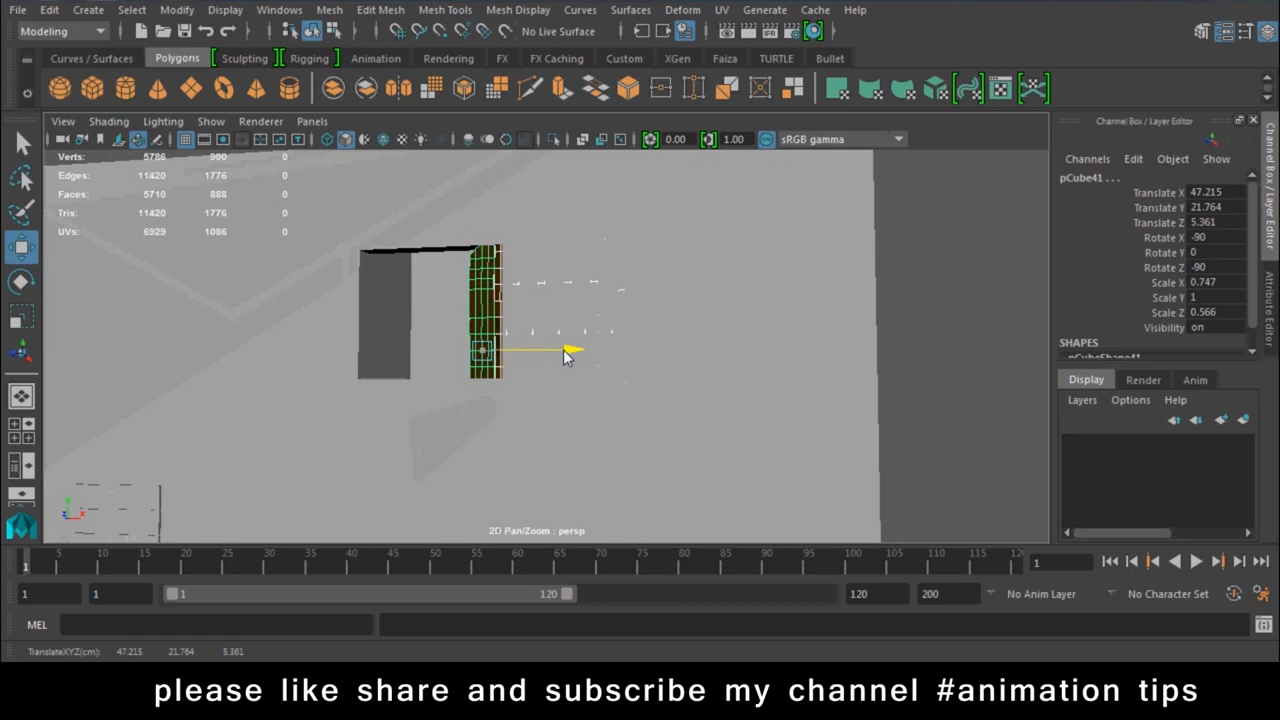 File Edit Create Select Modify Display Windows Mesh Edit Mesh Mesh Tools Mesh Display Curves Surfaces Deform UV Generate Cache Help
Modeling No Live Surface
Curves / Surfaces Polygons Sculpting Rigging Animation Rendering FX FX Caching Custom XGen Faiza TURTLE Bullet
View Shading Lighting Show Renderer Panels
0.00 1.00 sRGB gamma
Verts: 5786 900 0
Edges: 11420 1776 0
Faces: 5710 888 0
Tris: 11420 1776 0
UVs: 6929 1086 0
2D Pan/Zoom : persp
Channel Box / Layer Editor
Channels Edit Object Show
pCube41 . . .
Translate X 47.215
Translate Y 21.764
Translate Z 5.361
Rotate X -90
Rotate Y 0
Rotate Z -90
Scale X 0.747
Scale Y 1
Scale Z 0.566
Visibility on
SHAPES
pCubeShape41
Display Render Anim
Layers Options Help
Channel Box / Layer Editor
Attribute Editor
5 10 15 20 25 30 35 40 45 50 55 60 65 70 75 80 85 90 95 100 105 110 115 12
1 1
1 1 1 120 120 200 No Anim Layer No Character Set
MEL
TranslateXYZ(cm): 47.215 21.764 5.361
please like share and subscribe my channel #animation tips